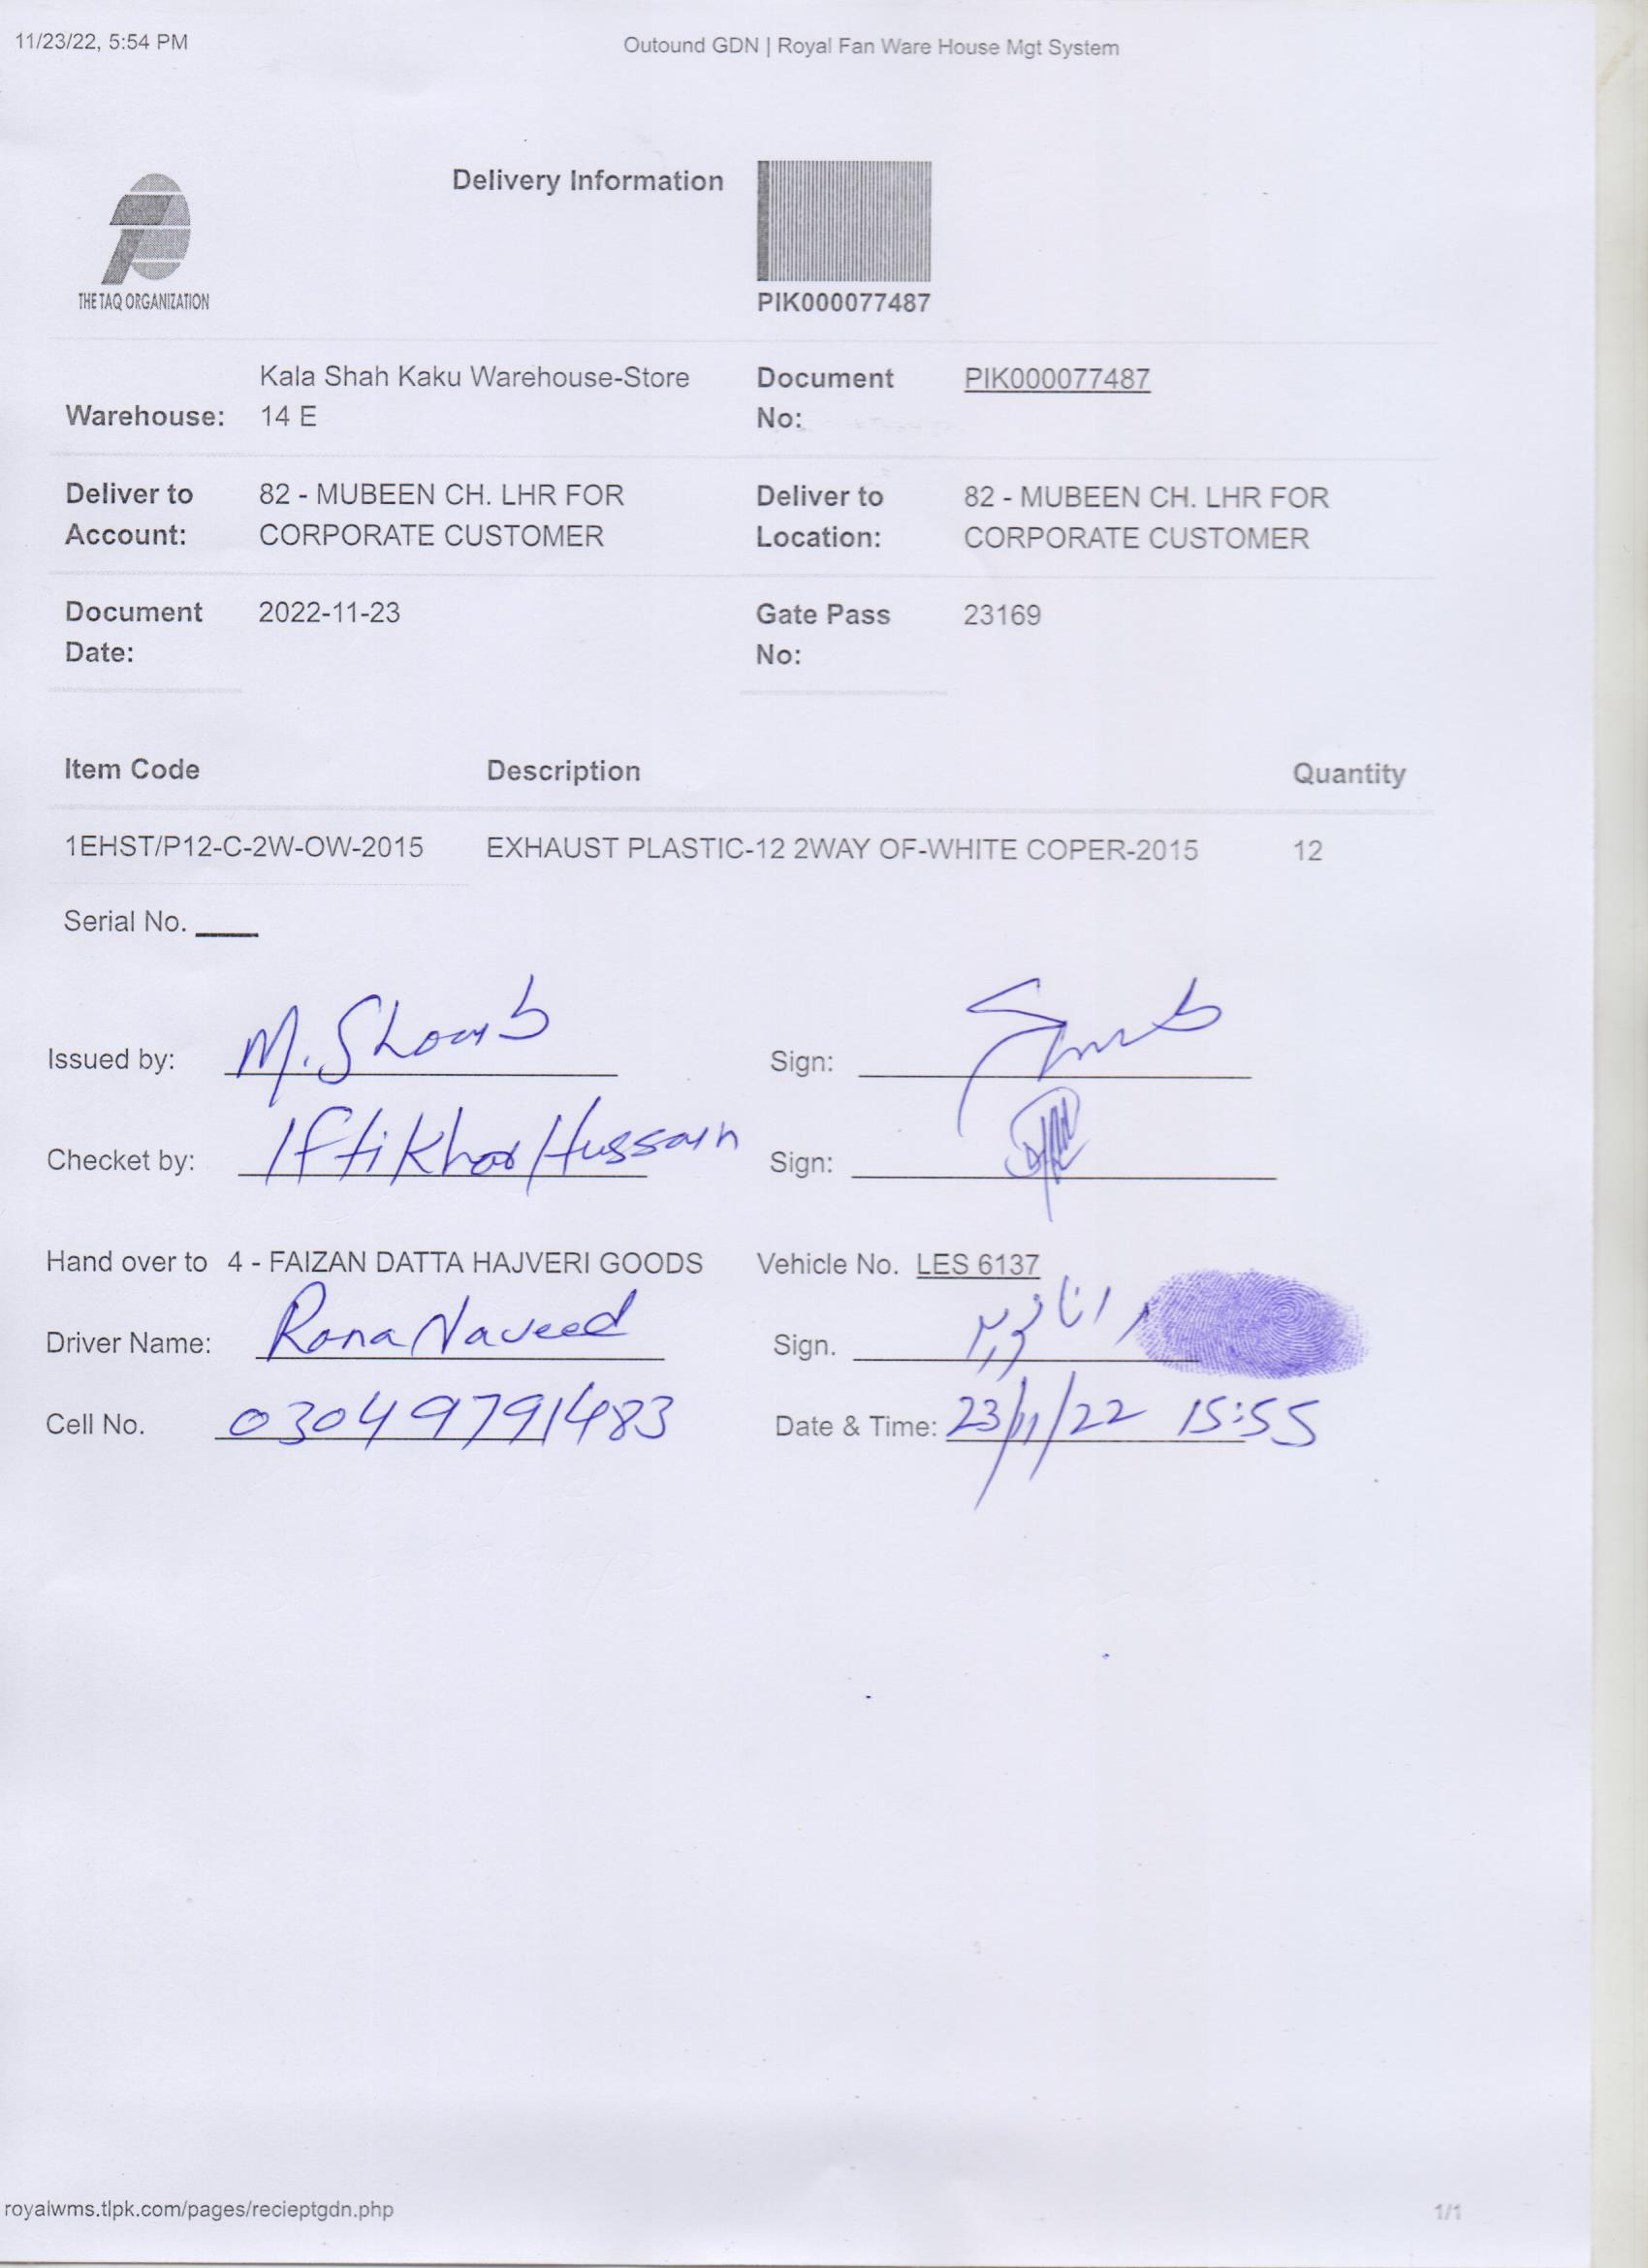 11/23/22, 5:54 PM
Outound GDN | Royal Fan Ware House Mgt System
Delivery Information
THE TAQ ORGANIZATION
PIK000077487
Warehouse: Kala Shah Kaku Warehouse-Store
14 E
Document No: PIK000077487
Deliver to Account: 82 - MUBEEN CH. LHR FOR
CORPORATE CUSTOMER
Deliver to Location: 82 - MUBEEN CH. LHR FOR
CORPORATE CUSTOMER
Document Date: 2022-11-23
Gate Pass No: 23169
Item Code Description Quantity
1EHST/P12-C-2W-OW-2015 EXHAUST PLASTIC-12 2WAY OF-WHITE COPER-2015 12
Serial No.
Issued by: M. Shoaib Sign:
Checket by: Iftikhar Hussain Sign:
Hand over to 4 - FAIZAN DATTA HAJVERI GOODS Vehicle No. LES 6137
Driver Name: Rana Naveed Sign.
Cell No. 03049791483 Date & Time: 23/11/22 15:55
royalwms.tlpk.com/pages/recieptgdn.php
1/1